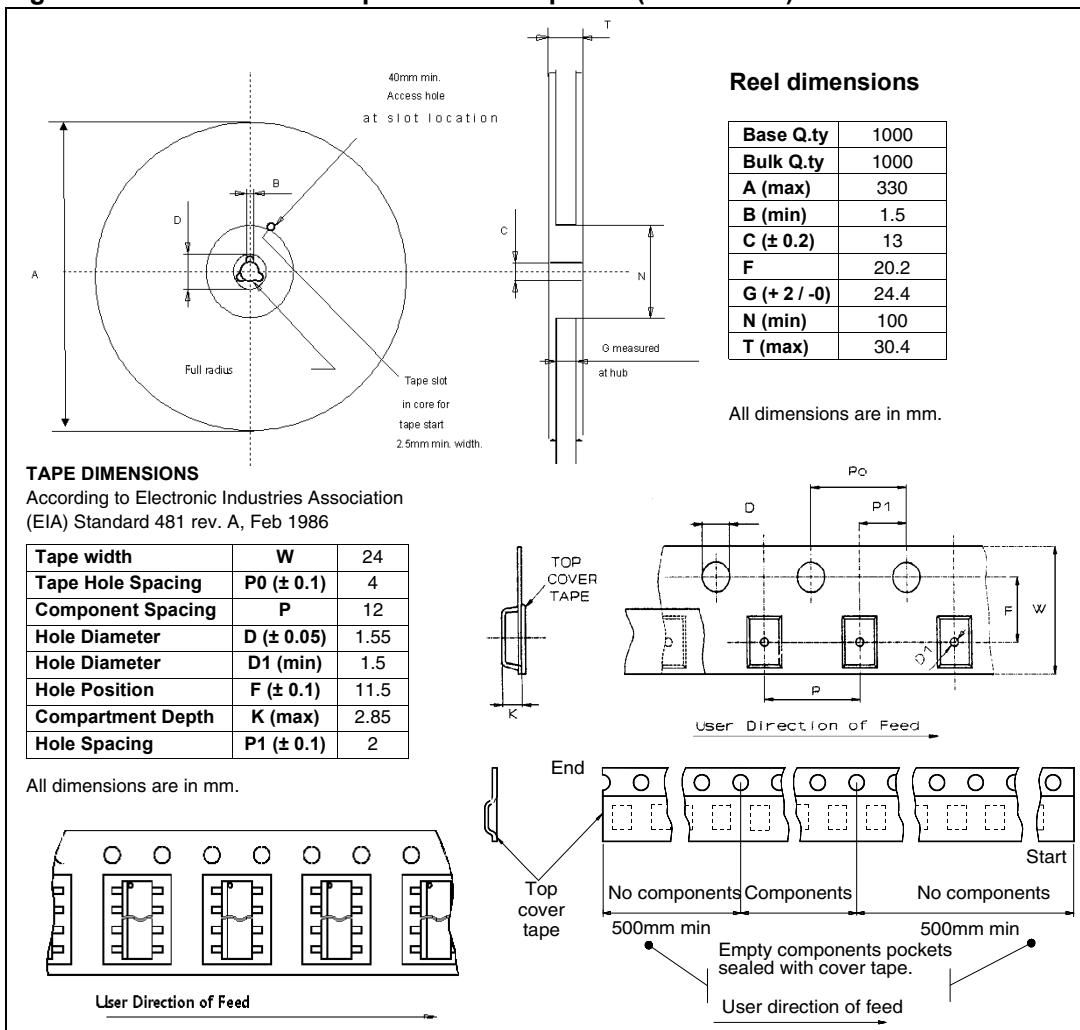 T
40mm min.
Access hole
at slot location
B
D
C
A
N
Full radius
G measured
at hub
Tape slot
in core for
tape start
2.5mm min. width.
Reel dimensions
Base Q.ty 1000
Bulk Q.ty 1000
A (max) 330
B (min) 1.5
C (± 0.2) 13
F 20.2
G (+ 2 / -0) 24.4
N (min) 100
T (max) 30.4
All dimensions are in mm.
TAPE DIMENSIONS
According to Electronic Industries Association
(EIA) Standard 481 rev. A, Feb 1986
Tape width W 24
Tape Hole Spacing P0 (± 0.1) 4
Component Spacing P 12
Hole Diameter D (± 0.05) 1.55
Hole Diameter D1 (min) 1.5
Hole Position F (± 0.1) 11.5
Compartment Depth K (max) 2.85
Hole Spacing P1 (± 0.1) 2
All dimensions are in mm.
Po
D
P1
TOP
COVER
TAPE
F
W
D1
K
P
User Direction of Feed
End
Start
Top
cover
tape
No components
Components
No components
500mm min
500mm min
Empty components pockets
sealed with cover tape.
User direction of feed
User Direction of Feed